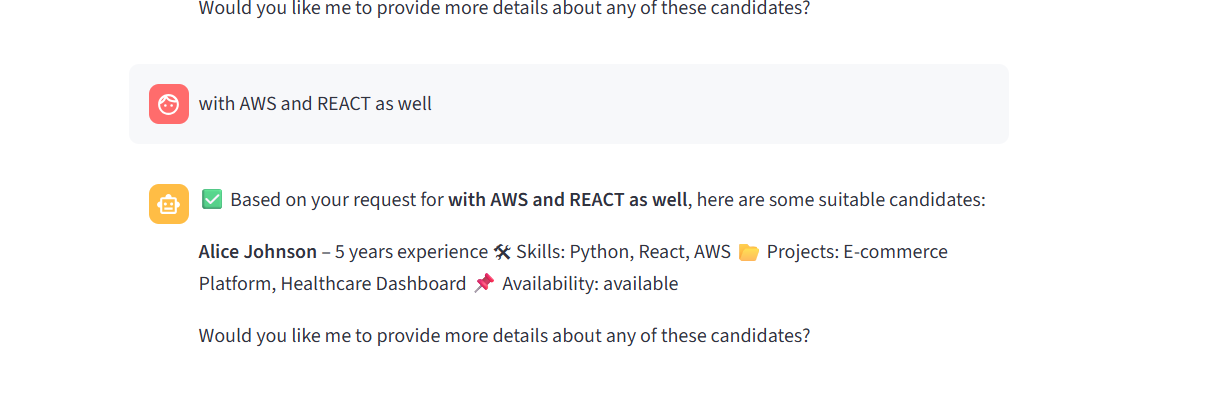 Would you like me to provide more details about any of these candidates?
with AWS and REACT as well
✅ Based on your request for with AWS and REACT as well, here are some suitable candidates:
Alice Johnson – 5 years experience 🛠 Skills: Python, React, AWS 📂 Projects: E-commerce
Platform, Healthcare Dashboard 📌 Availability: available
Would you like me to provide more details about any of these candidates?